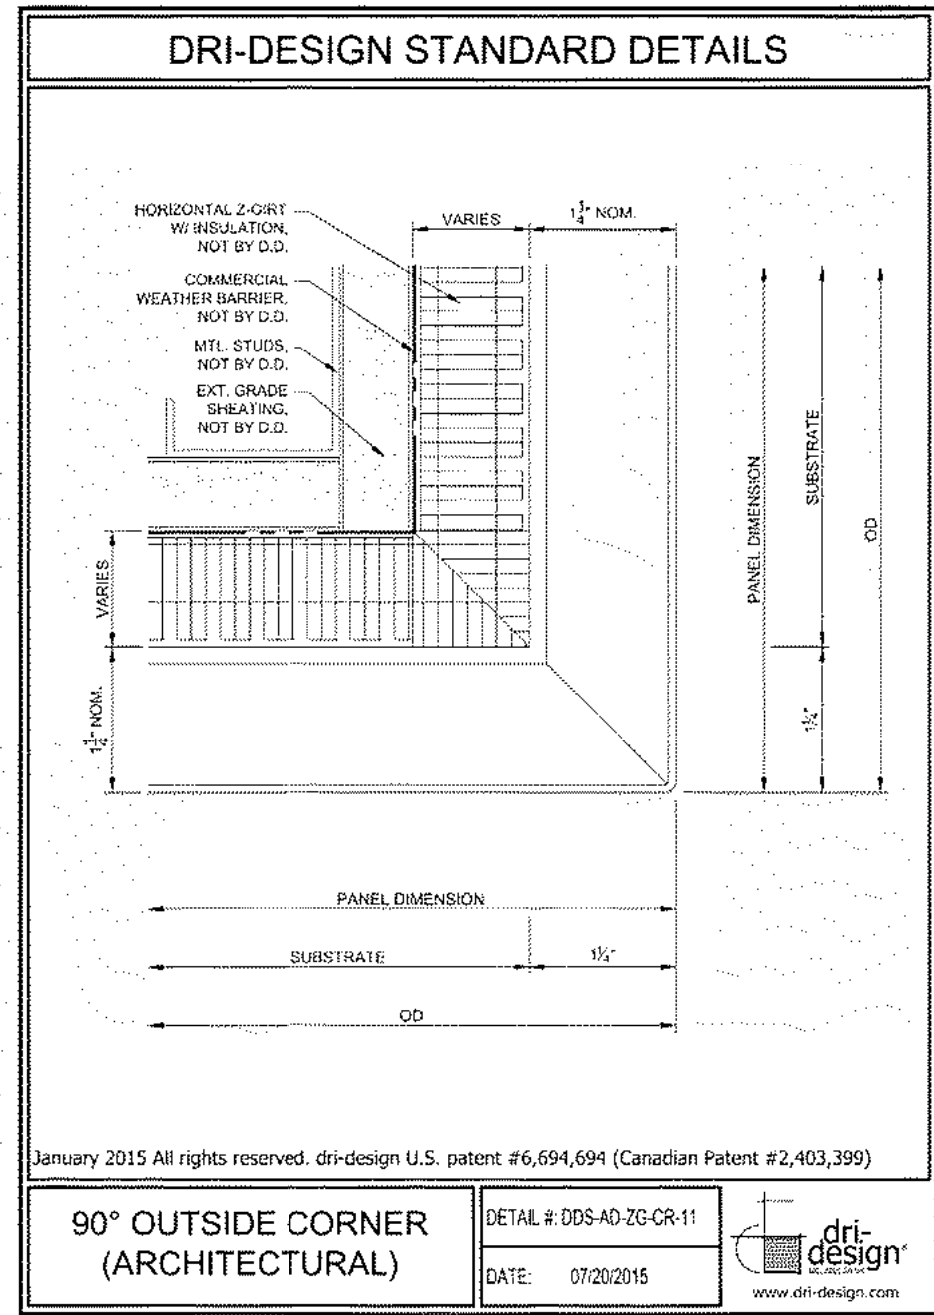 DRI-DESIGN STANDARD DETAILS
HORIZONTAL Z-GIRT
W/ INSULATION,
NOT BY D.D.
COMMERCIAL
WEATHER BARRIER,
NOT BY D.D.
MTL. STUDS,
NOT BY D.D.
EXT. GRADE
SHEATING,
NOT BY D.D.
VARIES
1 1/4" NOM.
PANEL DIMENSION
SUBSTRATE
OD
1¼"
VARIES
1 1/4" NOM.
PANEL DIMENSION
SUBSTRATE
1¼"
OD
January 2015 All rights reserved. dri-design U.S. patent #6,694,694 (Canadian Patent #2,403,399)
90° OUTSIDE CORNER
(ARCHITECTURAL)
DETAIL #: DDS-AD-ZG-CR-11
DATE: 07/20/2015
dri-
design®
www.dri-design.com